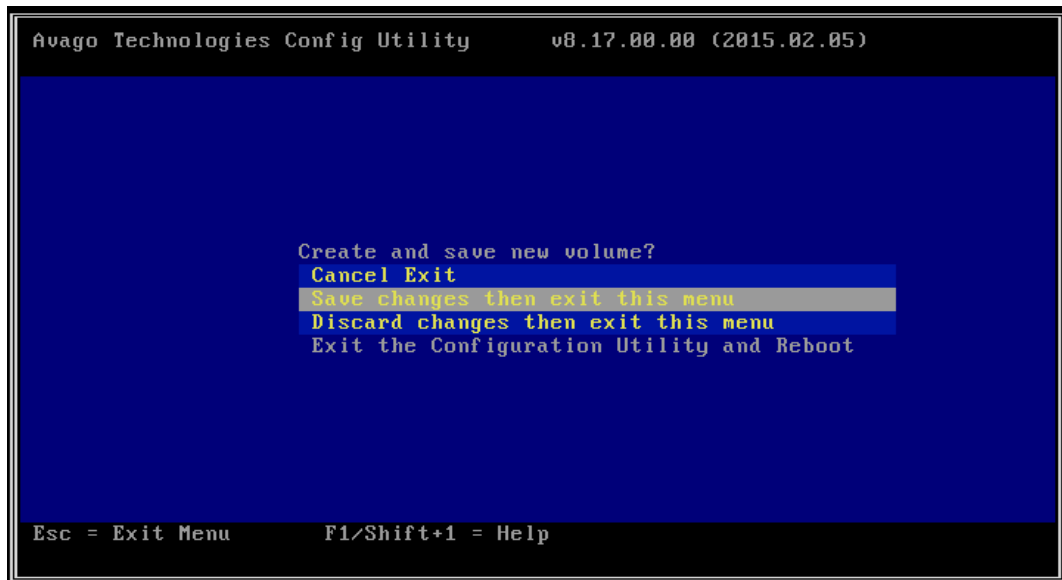 Avago Technologies Config Utility v8.17.00.00 (2015.02.05)
Create and save new volume?
Cancel Exit
Save changes then exit this menu
Discard changes then exit this menu
Exit the Configuration Utility and Reboot
Esc = Exit Menu F1/Shift+1 = Help